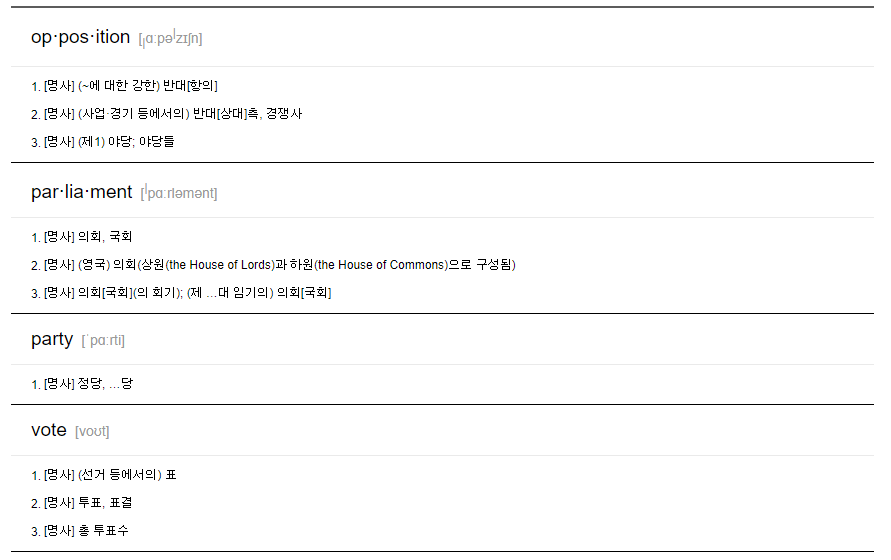 op·pos·ition [ˌɑːpəˈzɪʃn]
1. [명사] (~에 대한 강한) 반대[항의]
2. [명사] (사업·경기 등에서의) 반대[상대]측, 경쟁사
3. [명사] (제1) 야당; 야당들
par·lia·ment [ˈpɑːrləmənt]
1. [명사] 의회, 국회
2. [명사] (영국) 의회(상원(the House of Lords)과 하원(the House of Commons)으로 구성됨)
3. [명사] 의회[국회](의 회기); (제 …대 임기의) 의회[국회]
party [ˈpɑːrti]
1. [명사] 정당, …당
vote [voʊt]
1. [명사] (선거 등에서의) 표
2. [명사] 투표, 표결
3. [명사] 총 투표수